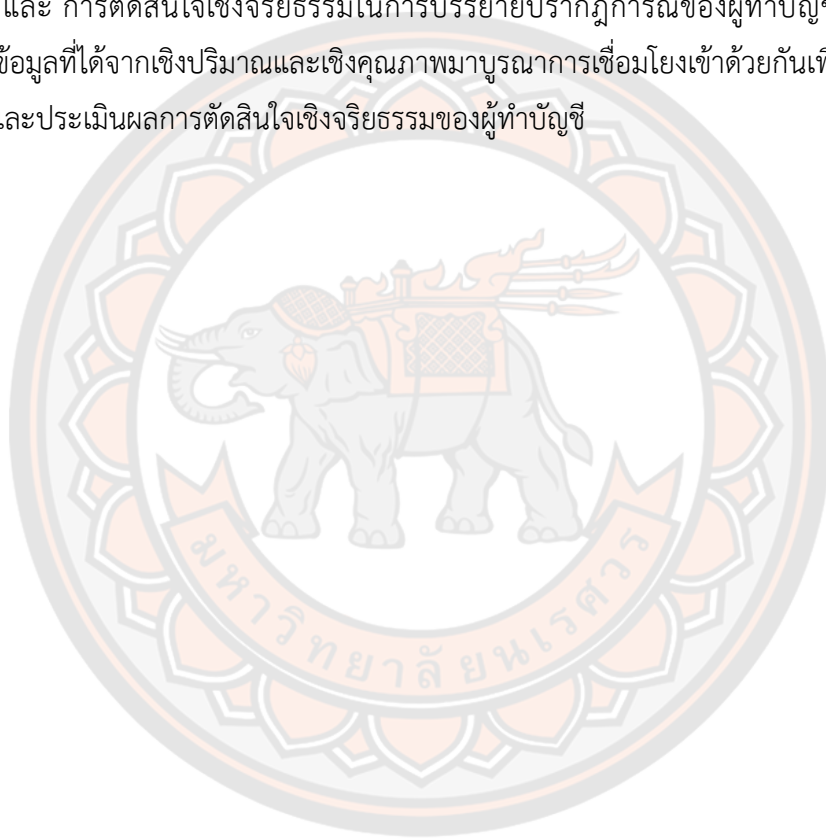 และ การตัดสินใจเชิงจริยธรรมในการบรรยายปรากฏการณ์ของผู้ทำบัญช
ข้อมูลที่ได้จากเชิงปริมาณและเชิงคุณภาพมาบูรณาการเชื่อมโยงเข้าด้วยกันเพื
และประเมินผลการตัดสินใจเชิงจริยธรรมของผู้ทำบัญชี
มหาวิทยาลัยนเรศวร